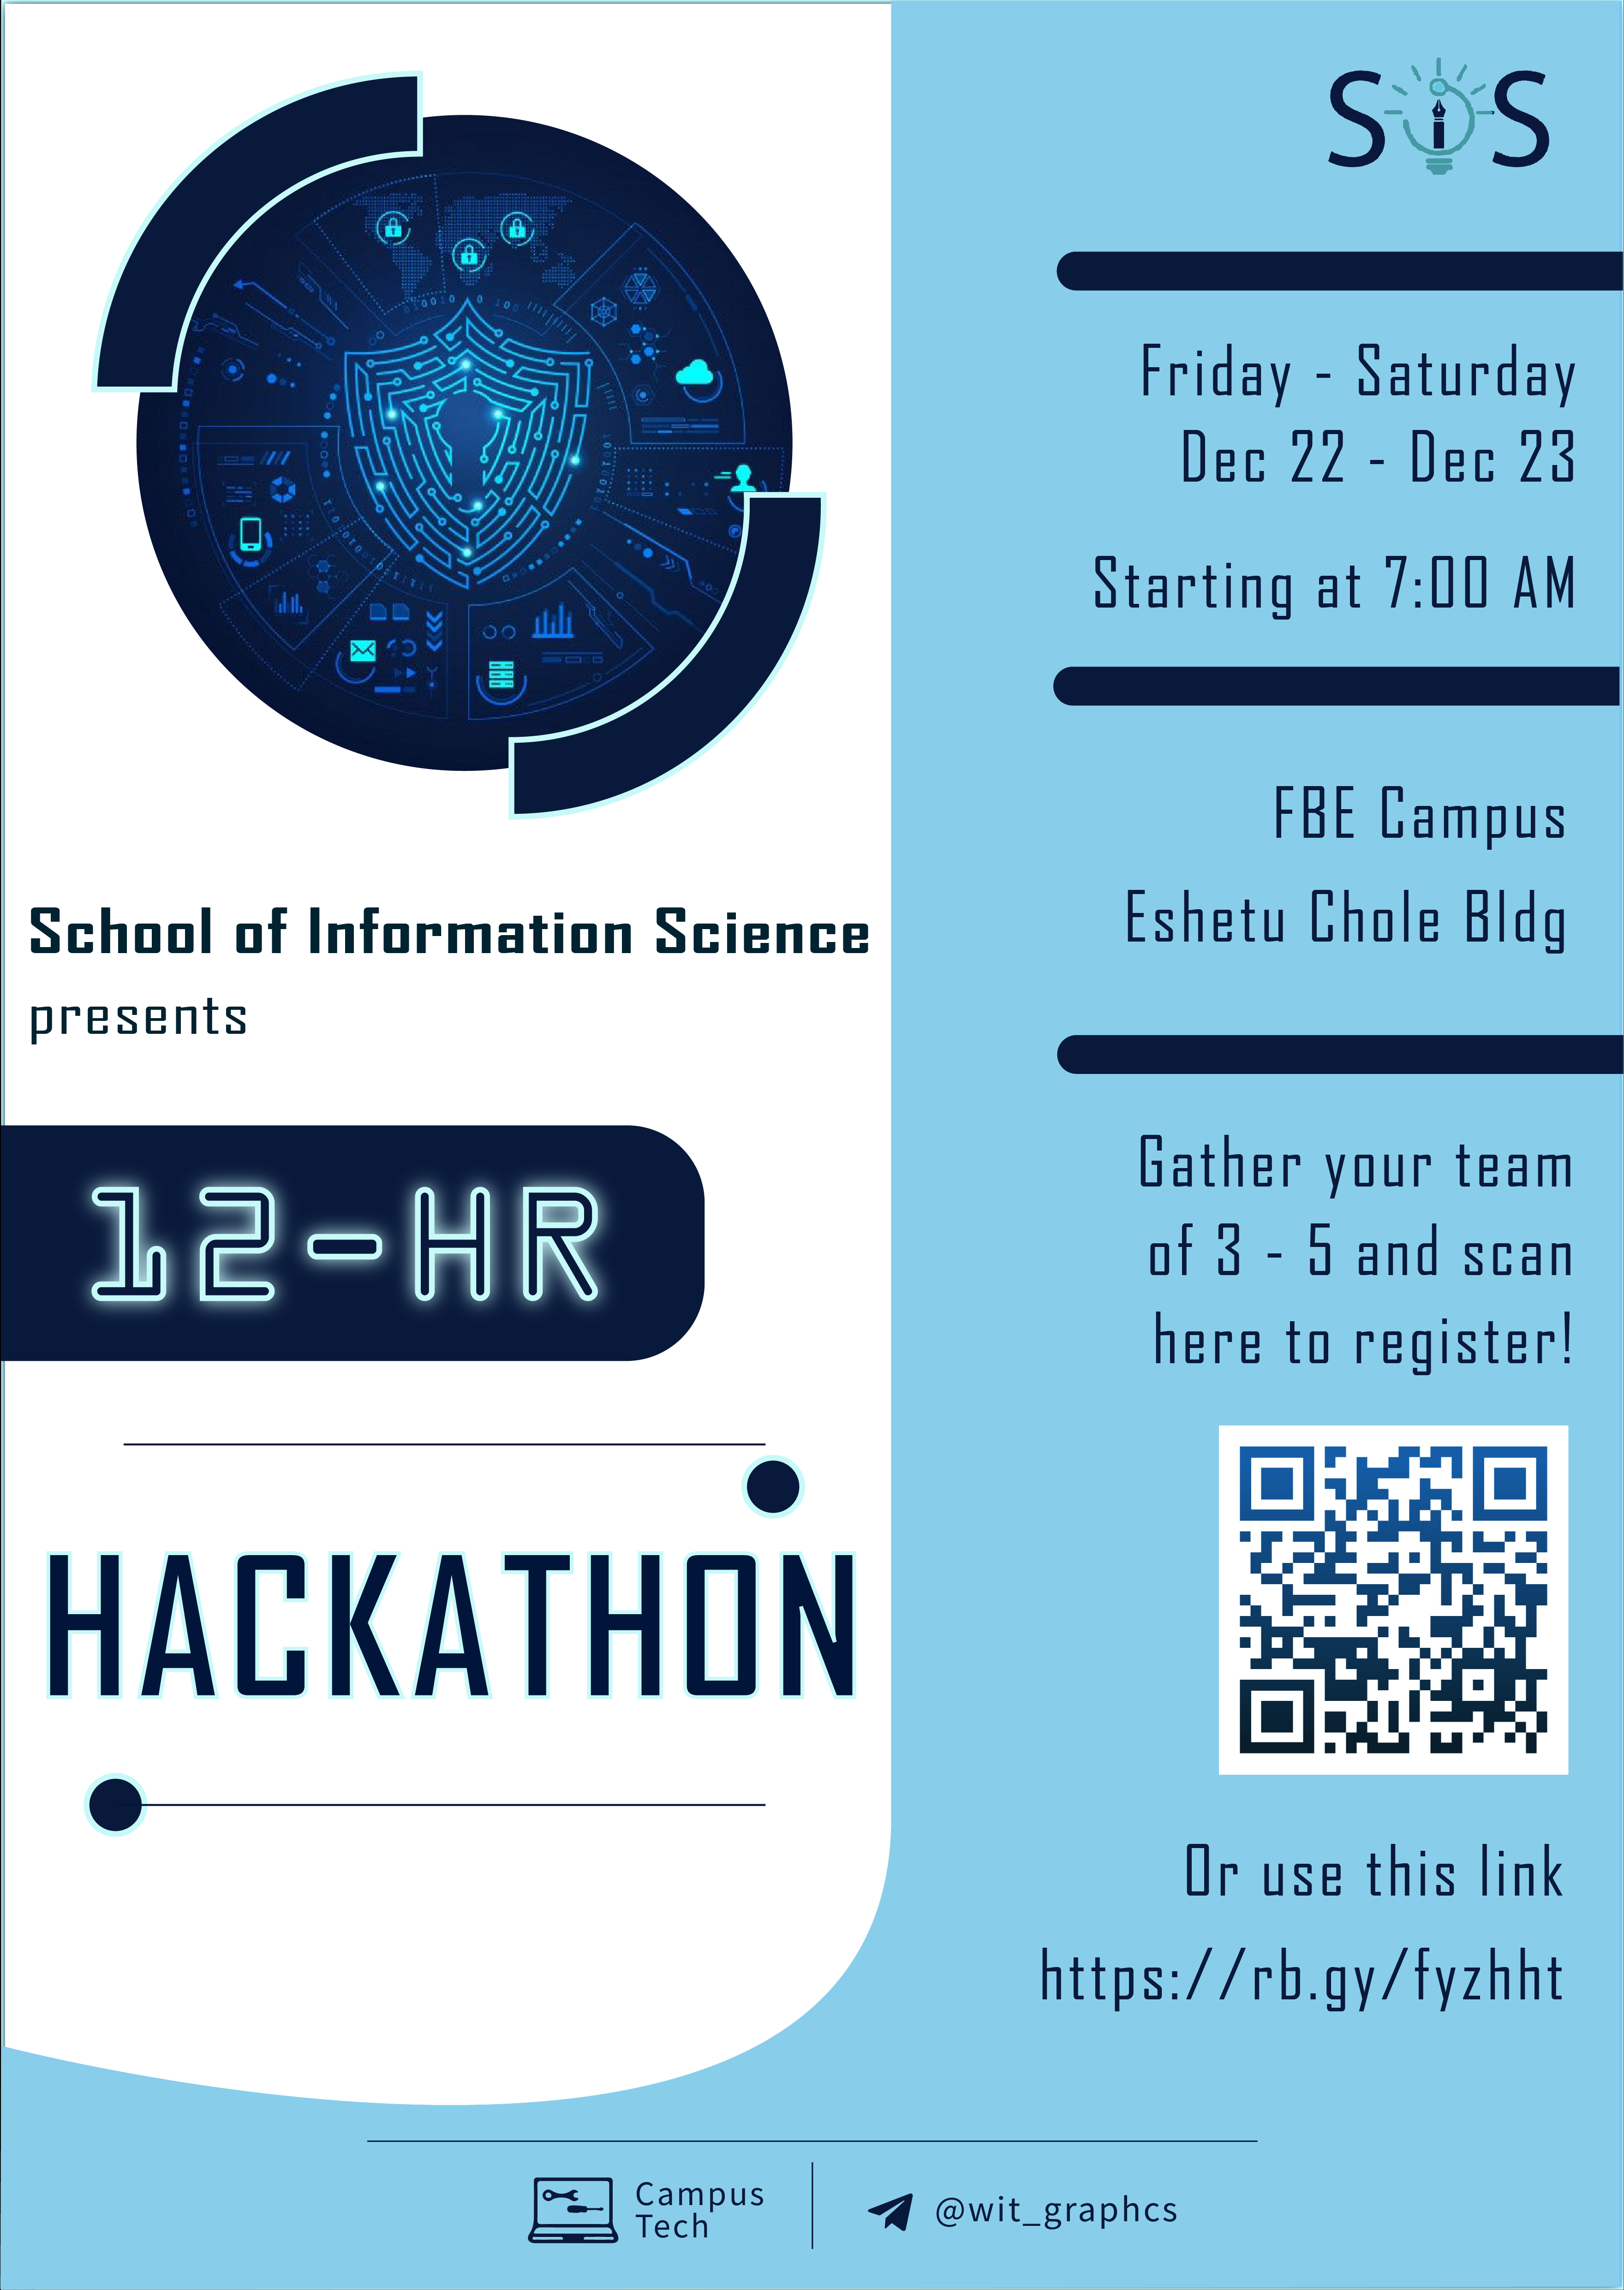 School of Information Science
presents
12-HR
HACKATHON
SiS
Friday - Saturday
Dec 22 - Dec 23
Starting at 7:00 AM
FBE Campus
Eshetu Chole Bldg
Gather your team
of 3 - 5 and scan
here to register!
Or use this link
https://rb.gy/fyzhht
Campus
Tech
@wit_graphcs